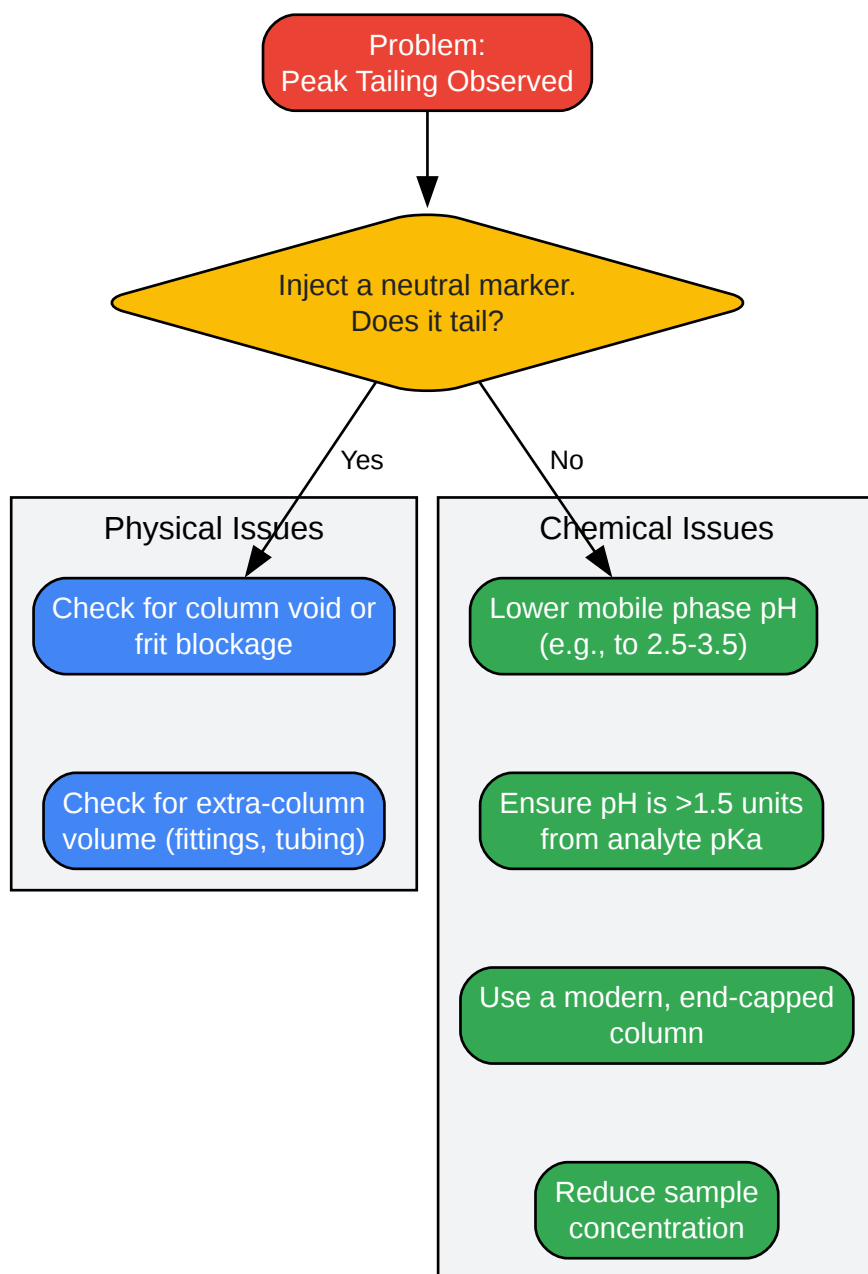 Problem:
Peak Tailing Observed
Inject a neutral marker.
Does it tail?
Yes
No
Physical Issues
Check for column void or
frit blockage
Check for extra-column
volume (fittings, tubing)
Chemical Issues
Lower mobile phase pH
(e.g., to 2.5-3.5)
Ensure pH is >1.5 units
from analyte pKa
Use a modern, end-capped
column
Reduce sample
concentration